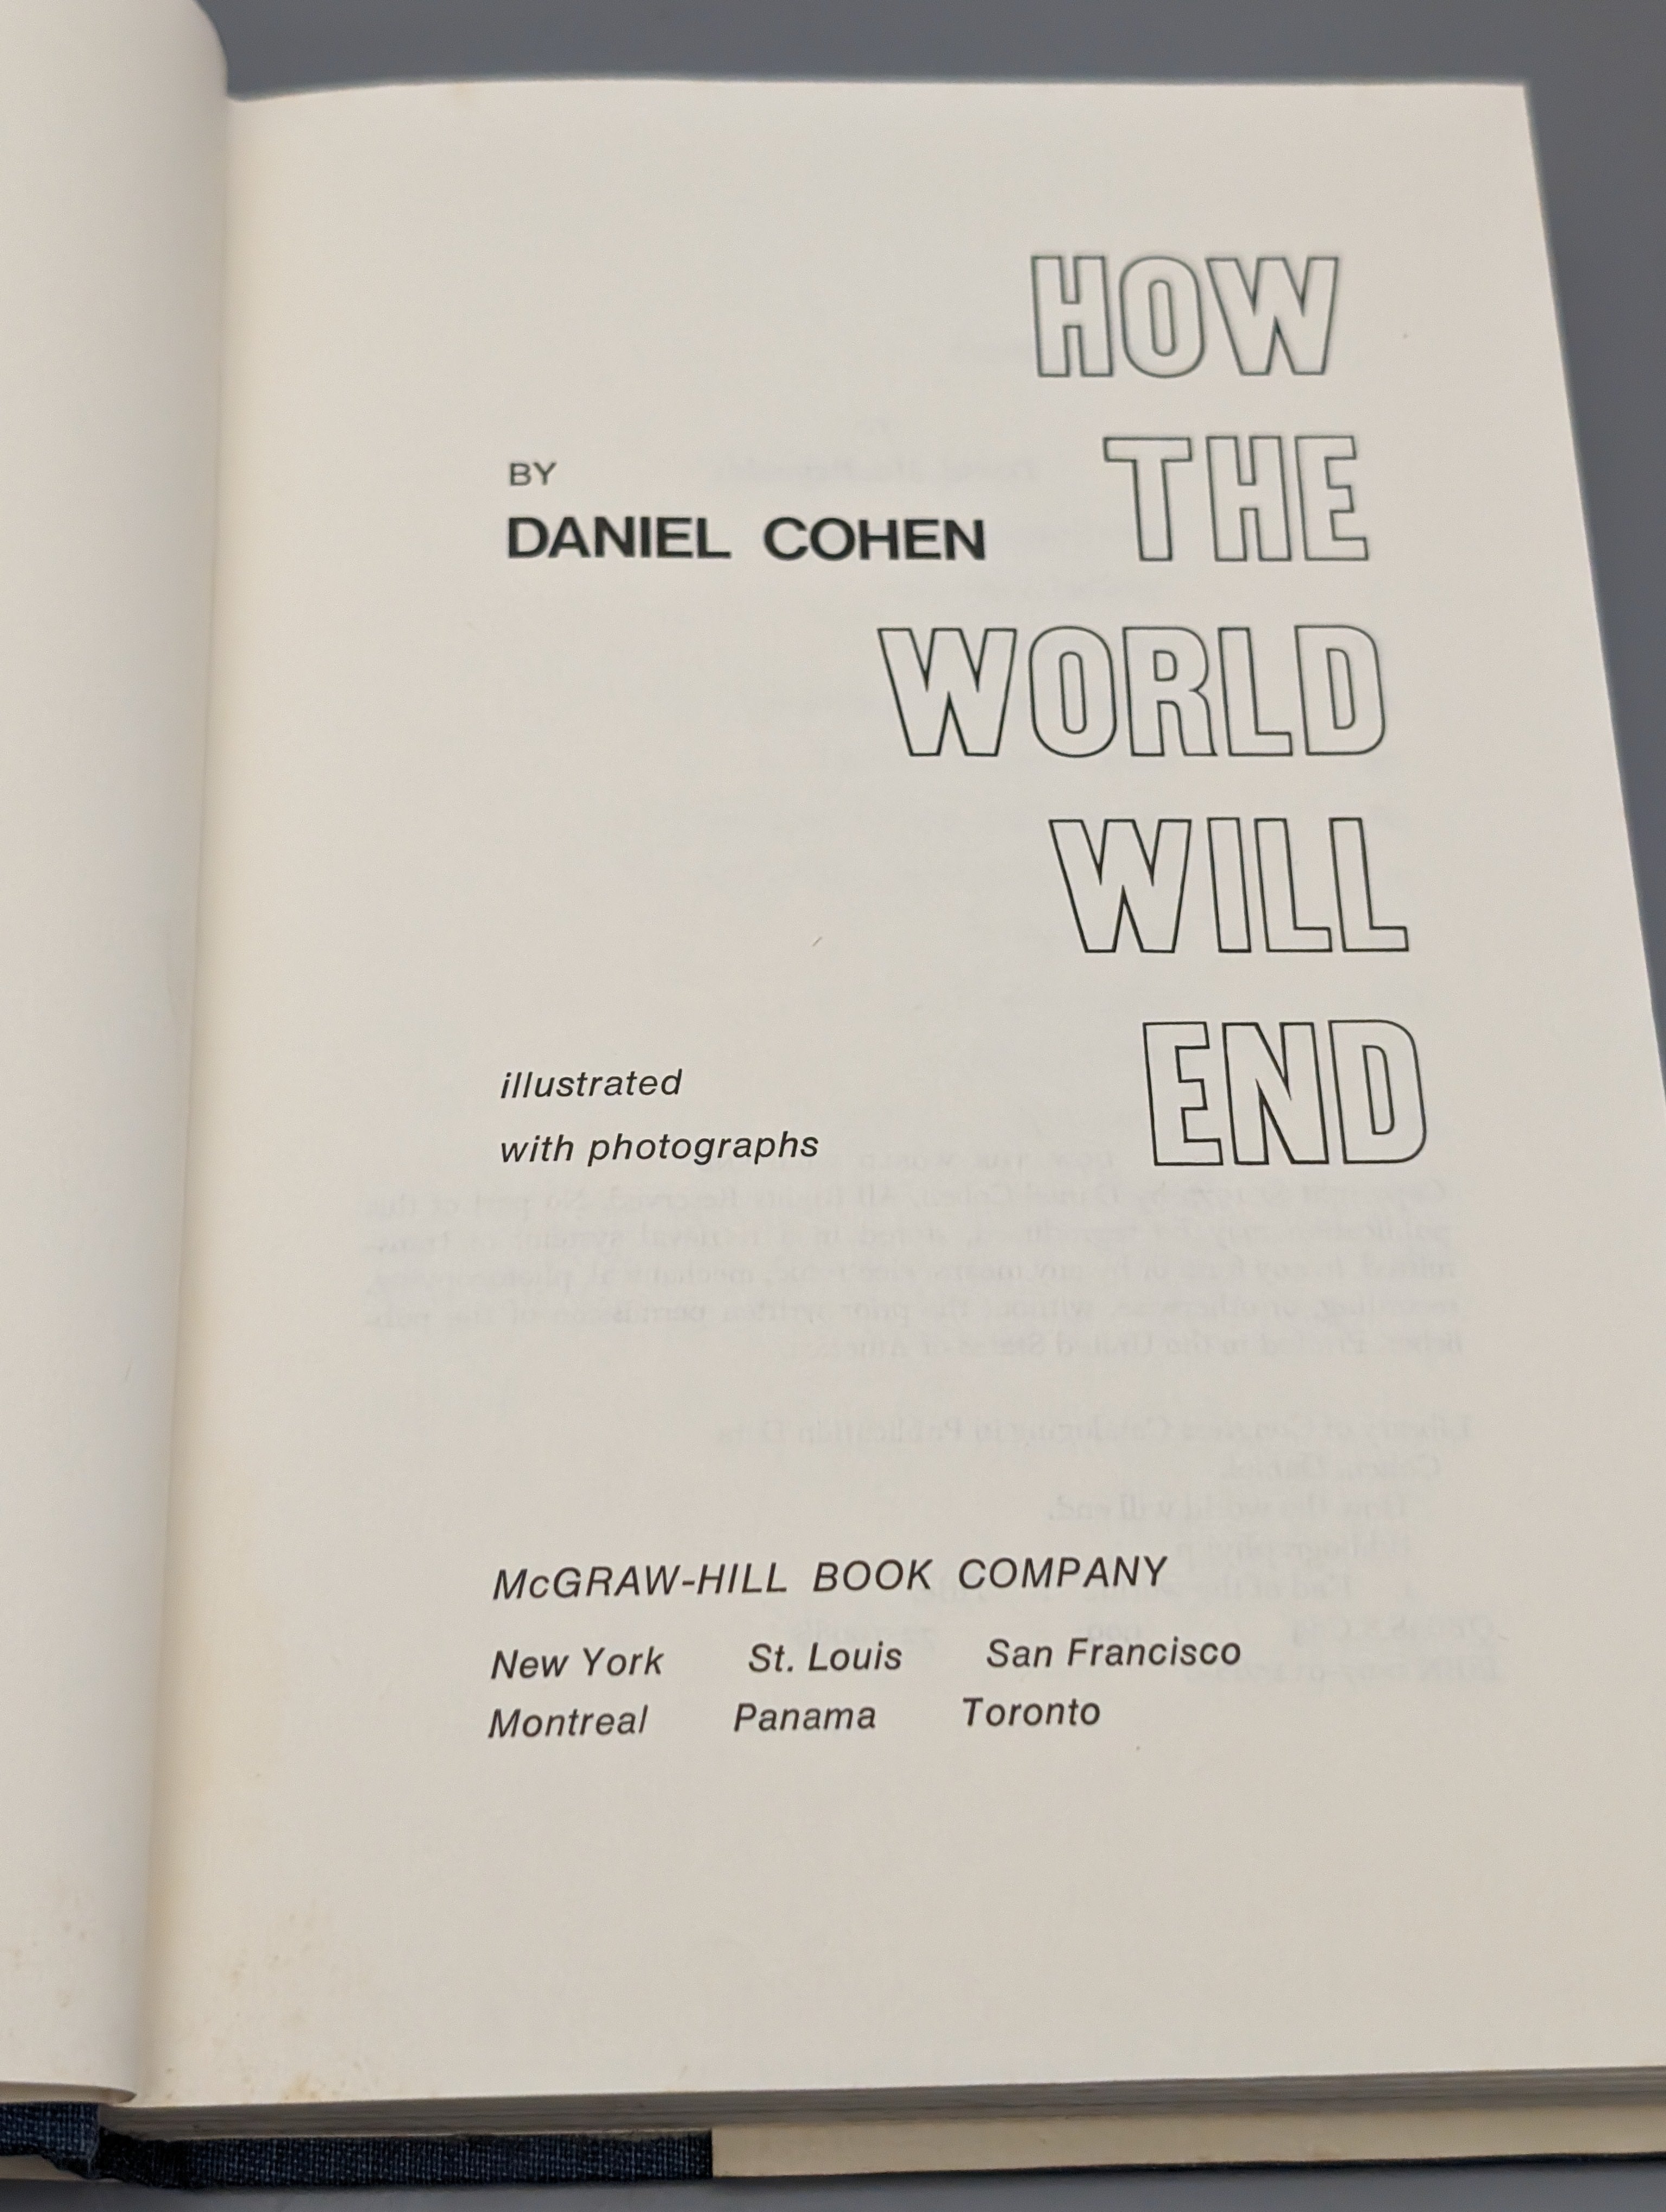 HOW
THE
BY
DANIEL COHEN
WORLD
WILL
END
illustrated
with photographs
McGRAW-HILL BOOK COMPANY
New York St. Louis San Francisco
Montreal Panama Toronto